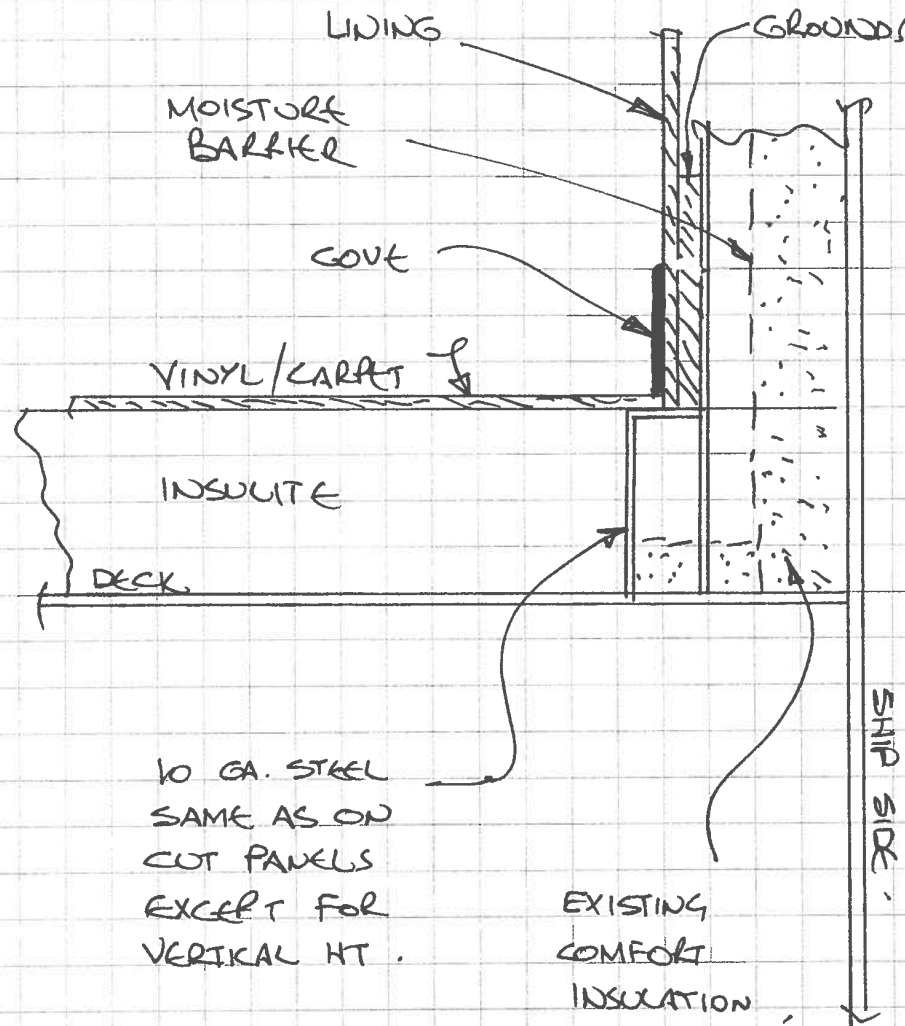 LINING
GROUNDS
MOISTURE
BARRIER
COVE
VINYL/CARPET
INSULITE
DECK
SHIP SIDE.
10 GA. STEEL
SAME AS ON
CUT PANELS
EXCEPT FOR
VERTICAL HT.
EXISTING
COMFORT
INSULATION